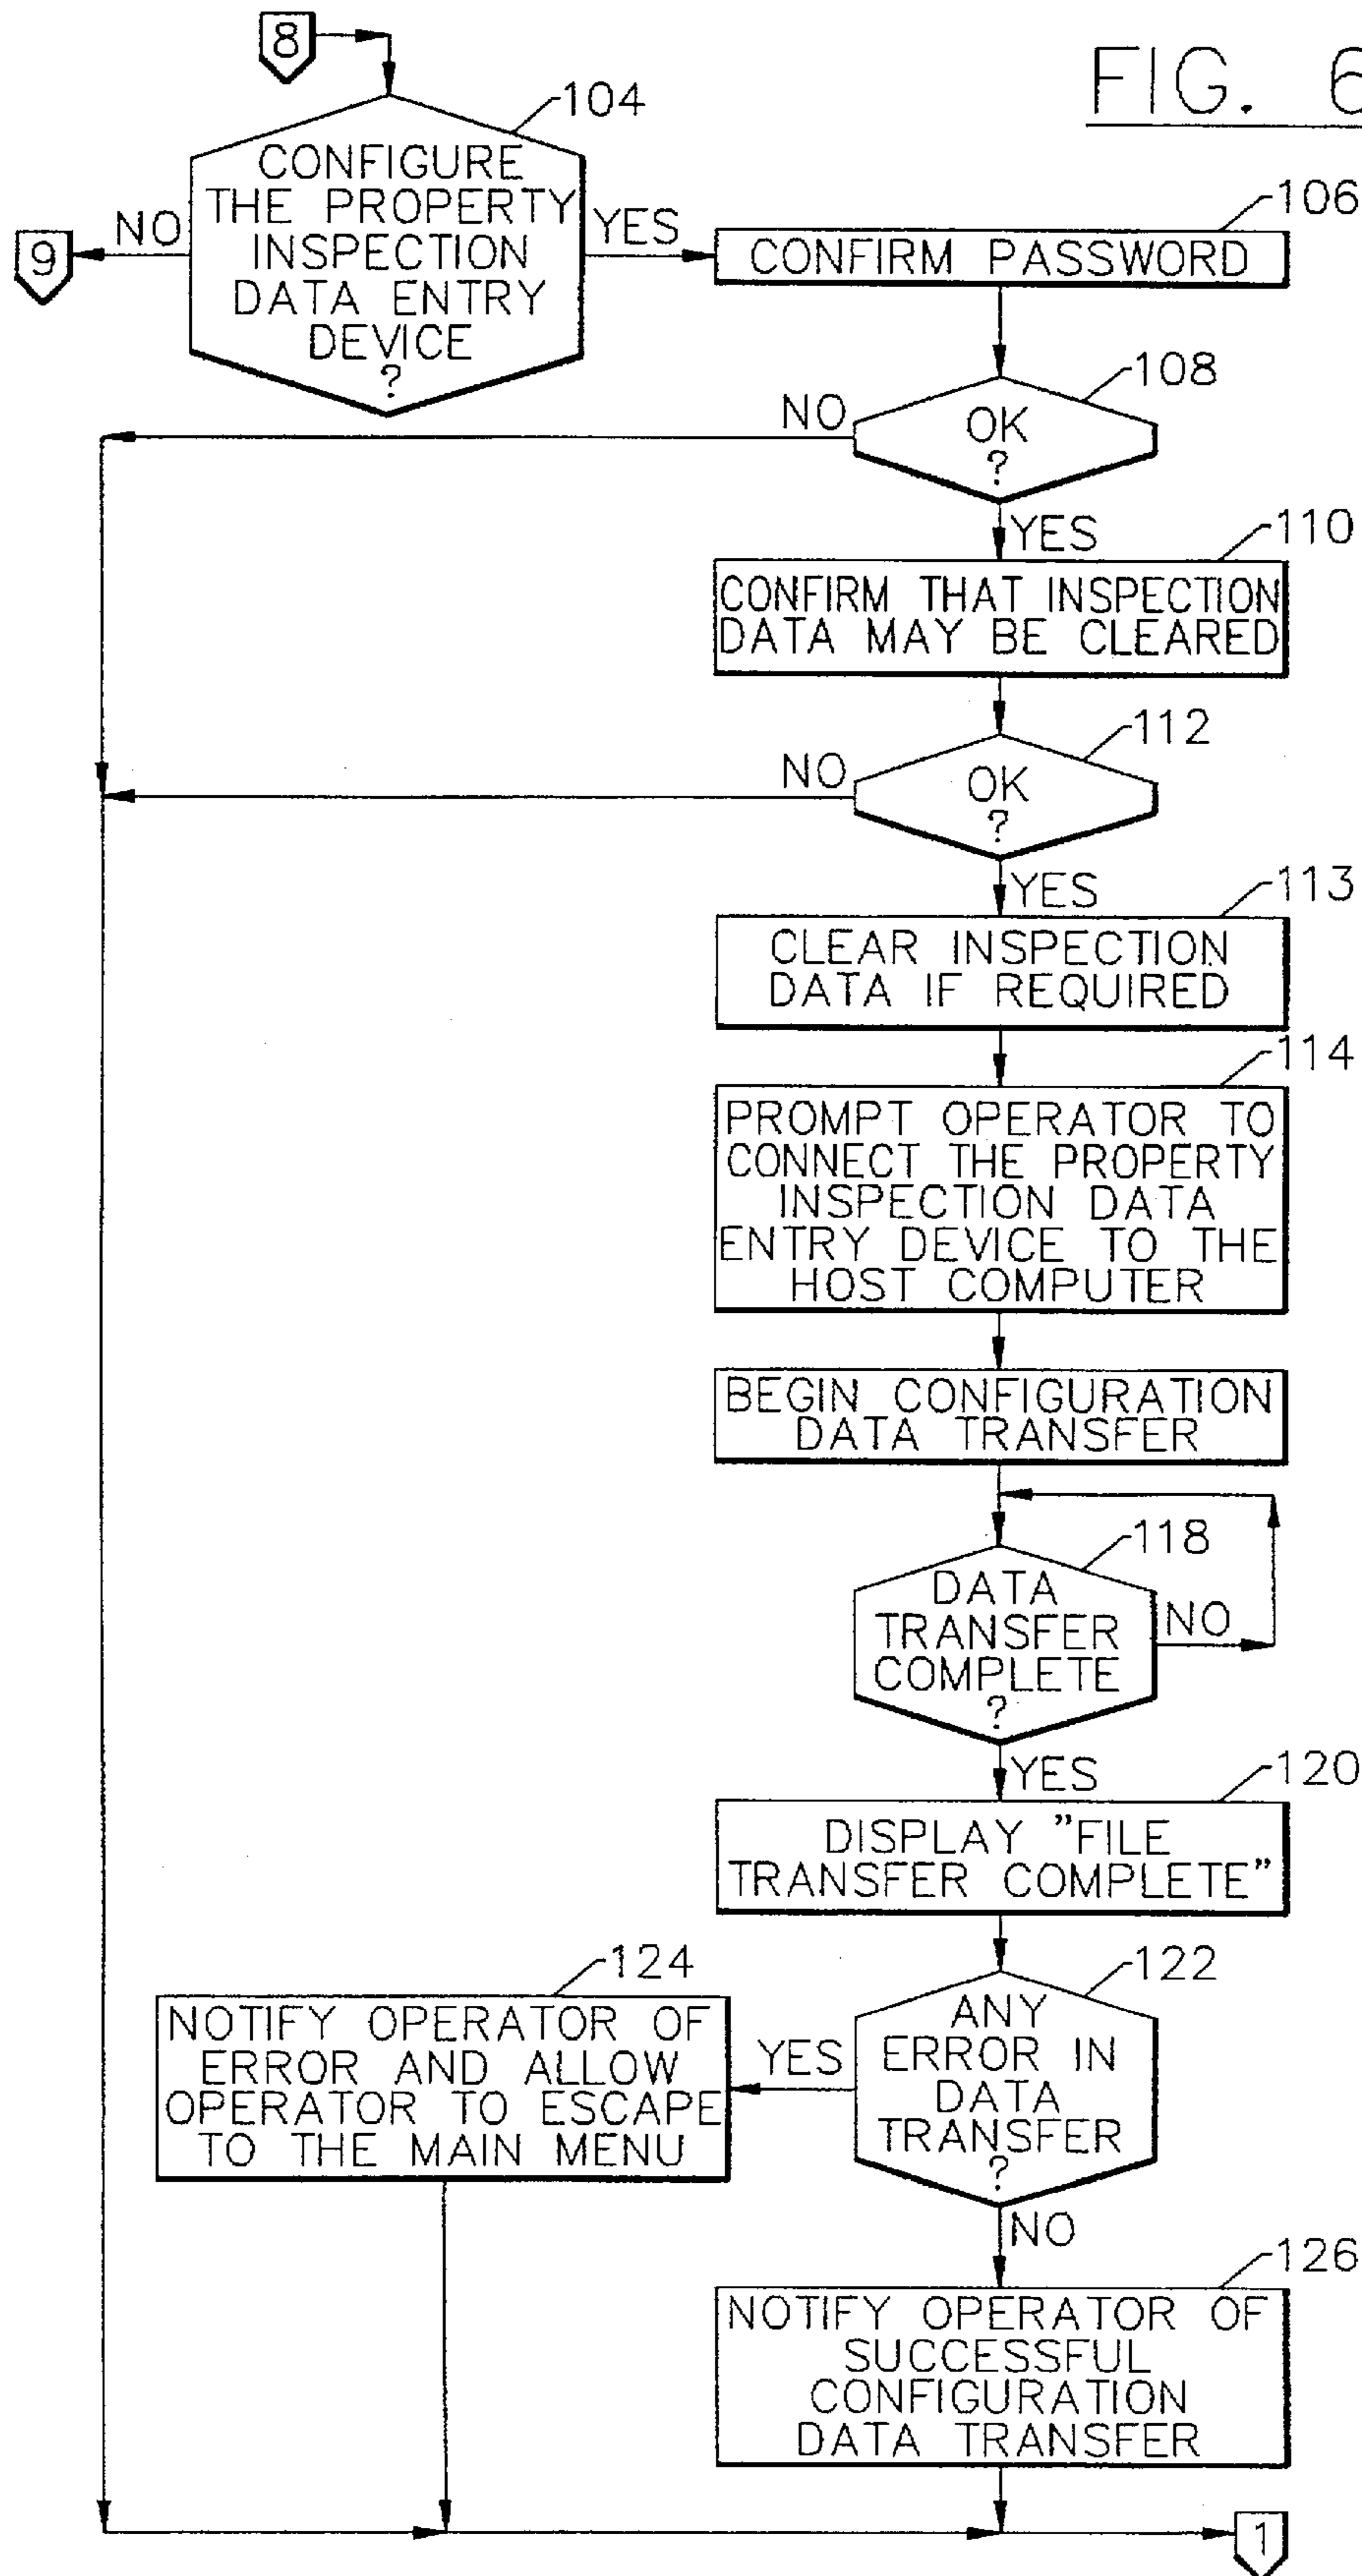 8
FIG. 6
104
CONFIGURE
THE PROPERTY
INSPECTION
DATA ENTRY
DEVICE
?
NO
9
YES
106
CONFIRM PASSWORD
108
OK
?
NO
YES
110
CONFIRM THAT INSPECTION
DATA MAY BE CLEARED
112
OK
?
NO
YES
113
CLEAR INSPECTION
DATA IF REQUIRED
114
PROMPT OPERATOR TO
CONNECT THE PROPERTY
INSPECTION DATA
ENTRY DEVICE TO THE
HOST COMPUTER
BEGIN CONFIGURATION
DATA TRANSFER
118
DATA
TRANSFER
COMPLETE
?
NO
YES
120
DISPLAY "FILE
TRANSFER COMPLETE"
122
ANY
ERROR IN
DATA
TRANSFER
?
YES
124
NOTIFY OPERATOR OF
ERROR AND ALLOW
OPERATOR TO ESCAPE
TO THE MAIN MENU
NO
126
NOTIFY OPERATOR OF
SUCCESSFUL
CONFIGURATION
DATA TRANSFER
1